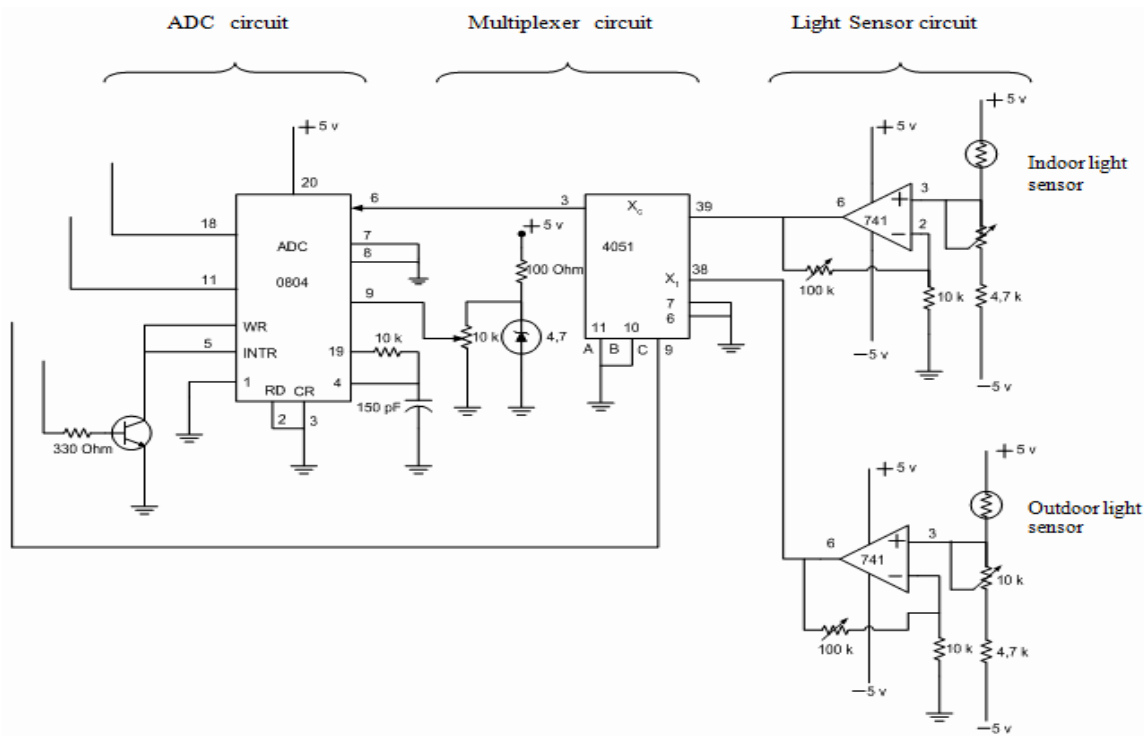 ADC circuit
Multiplexer circuit
Light Sensor circuit
+ 5 v
20
18
11
ADC
0804
WR
5
INTR
1
RD CR
2
3
6
7
8
9
19
4
10 k
150 pF
330 Ohm
+ 5 v
100 Ohm
10 k
4,7
3
Xc
4051
X1
39
38
7
6
11
10
A
B
C
9
+ 5 v
6
741
+
−
3
2
100 k
10 k
−5 v
+ 5 v
4,7 k
−5 v
Indoor light
sensor
+ 5 v
6
741
+
−
3
100 k
10 k
−5 v
+ 5 v
10 k
4,7 k
−5 v
Outdoor light
sensor